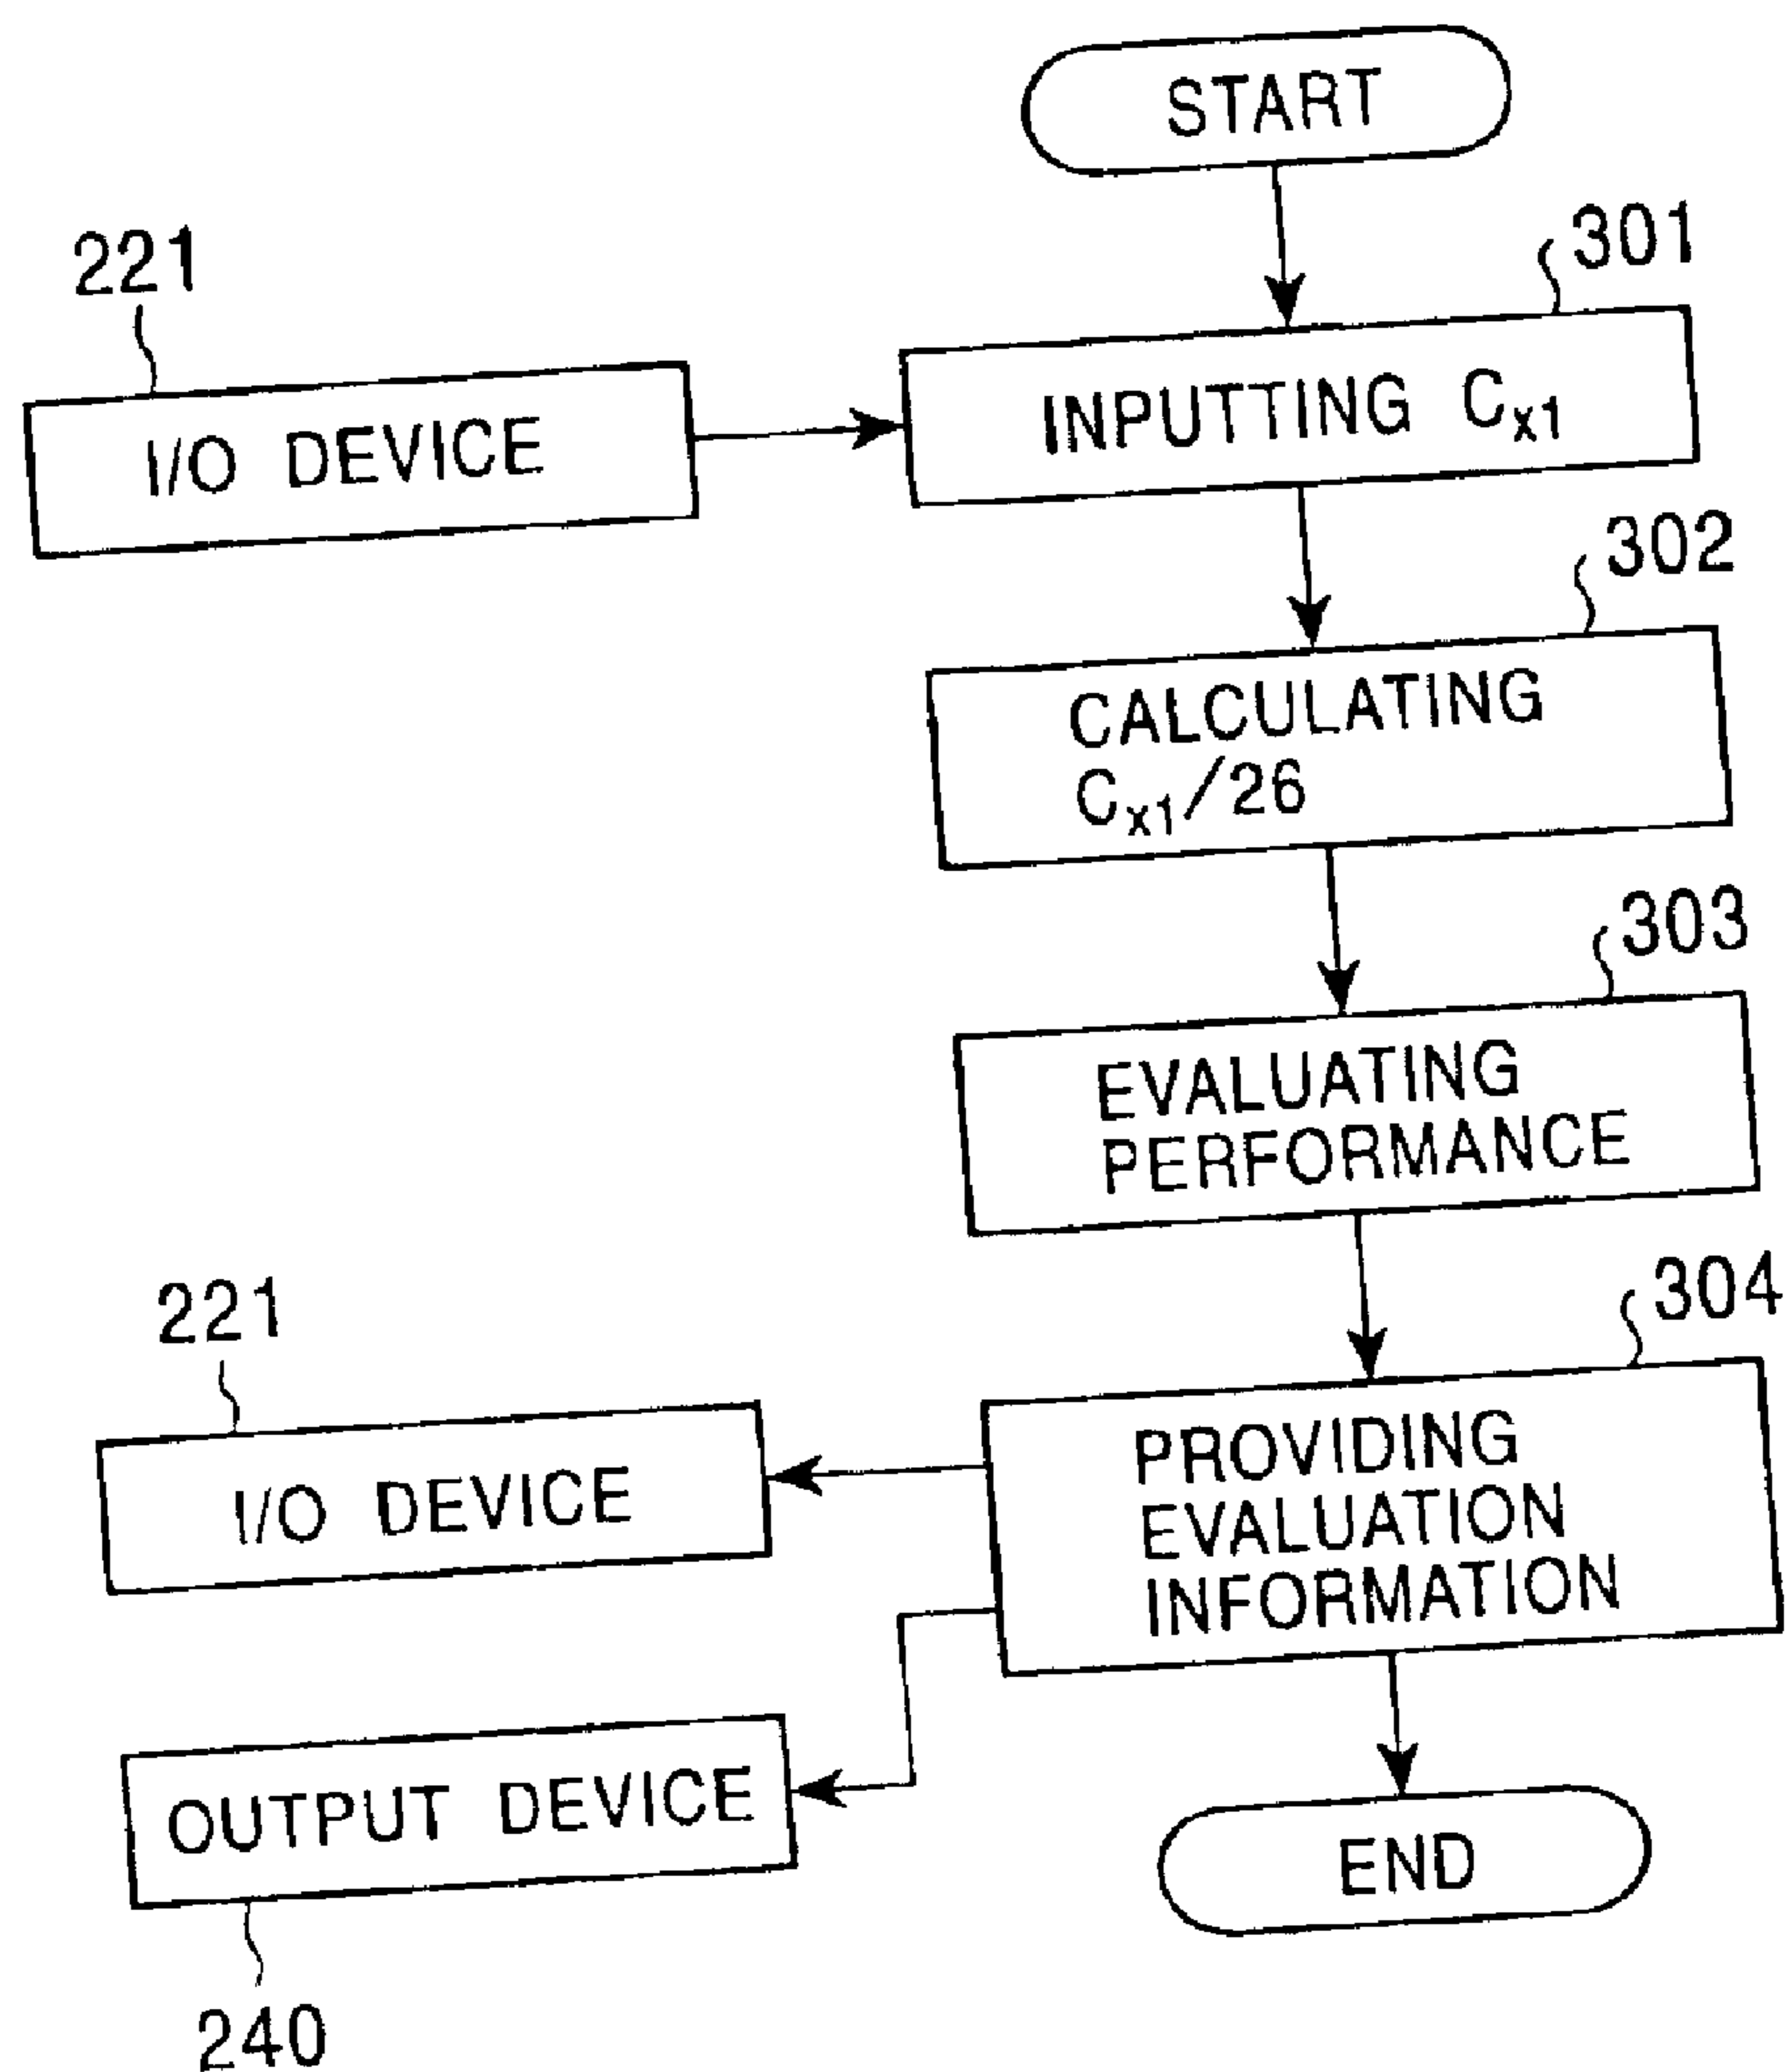 START
301
221
INPUTTING Cx1
I/O DEVICE
302
CALCULATING
Cx1/26
303
EVALUATING
PERFORMANCE
304
221
PROVIDING
EVALUATION
INFORMATION
I/O DEVICE
OUTPUT DEVICE
END
240